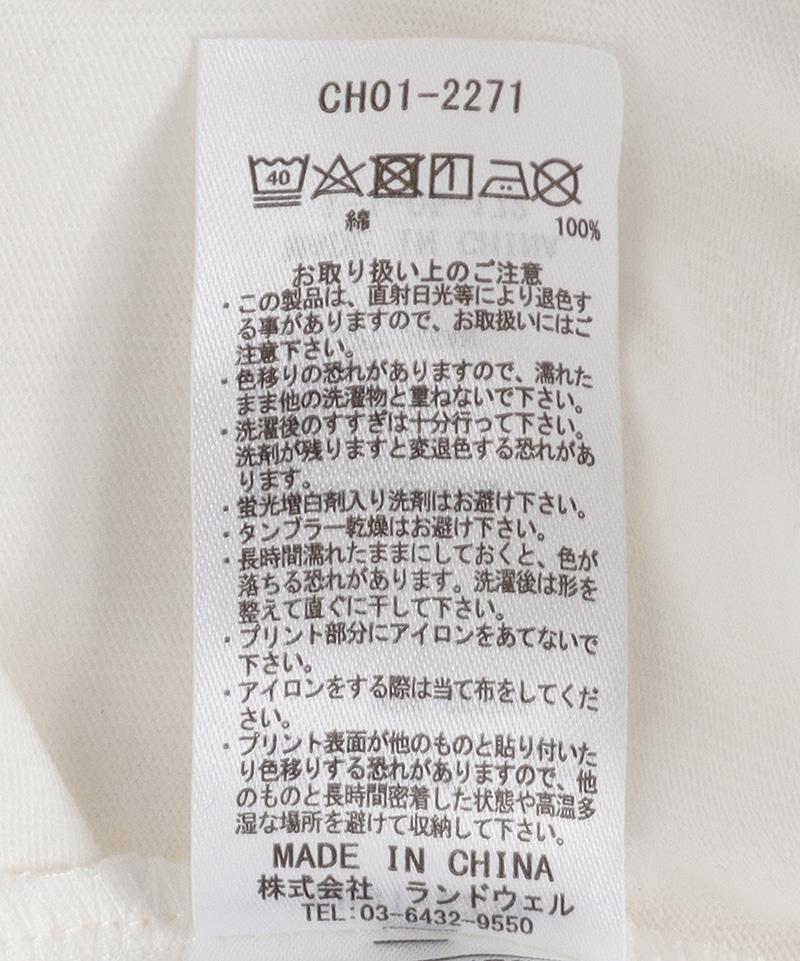 CH01-2271
40
綿
100%
お取り扱い上のご注意
・この製品は、直射日光等により退色す
る事がありますので、お取扱いにはご
注意下さい。
・色移りの恐れがありますので、濡れた
まま他の洗濯物と重ねないで下さい。
・洗濯後のすすぎは十分行って下さい。
洗剤が残りますと変退色する恐れがあ
ります。
・蛍光増白剤入り洗剤はお避け下さい。
・タンブラー乾燥はお避け下さい。
・長時間濡れたままにしておくと、色が
落ちる恐れがあります。洗濯後は形を
整えて直ぐに干して下さい。
・プリント部分にアイロンをあてないで
下さい。
・アイロンをする際は当て布をしてくだ
さい。
・プリント表面が他のものと貼り付いた
り色移りする恐れがありますので、他
のものと長時間密着した状態や高温多
湿な場所を避けて収納して下さい。
MADE IN CHINA
株式会社 ランドウェル
TEL:03-6432-9550